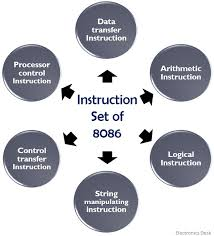 Data
transfer
Instruction
Processor
control
Instruction
Arithmetic
Instruction
Instruction
Set of
8086
Control
transfer
Instruction
Logical
Instruction
String
manipulating
instruction
Electronics Desk